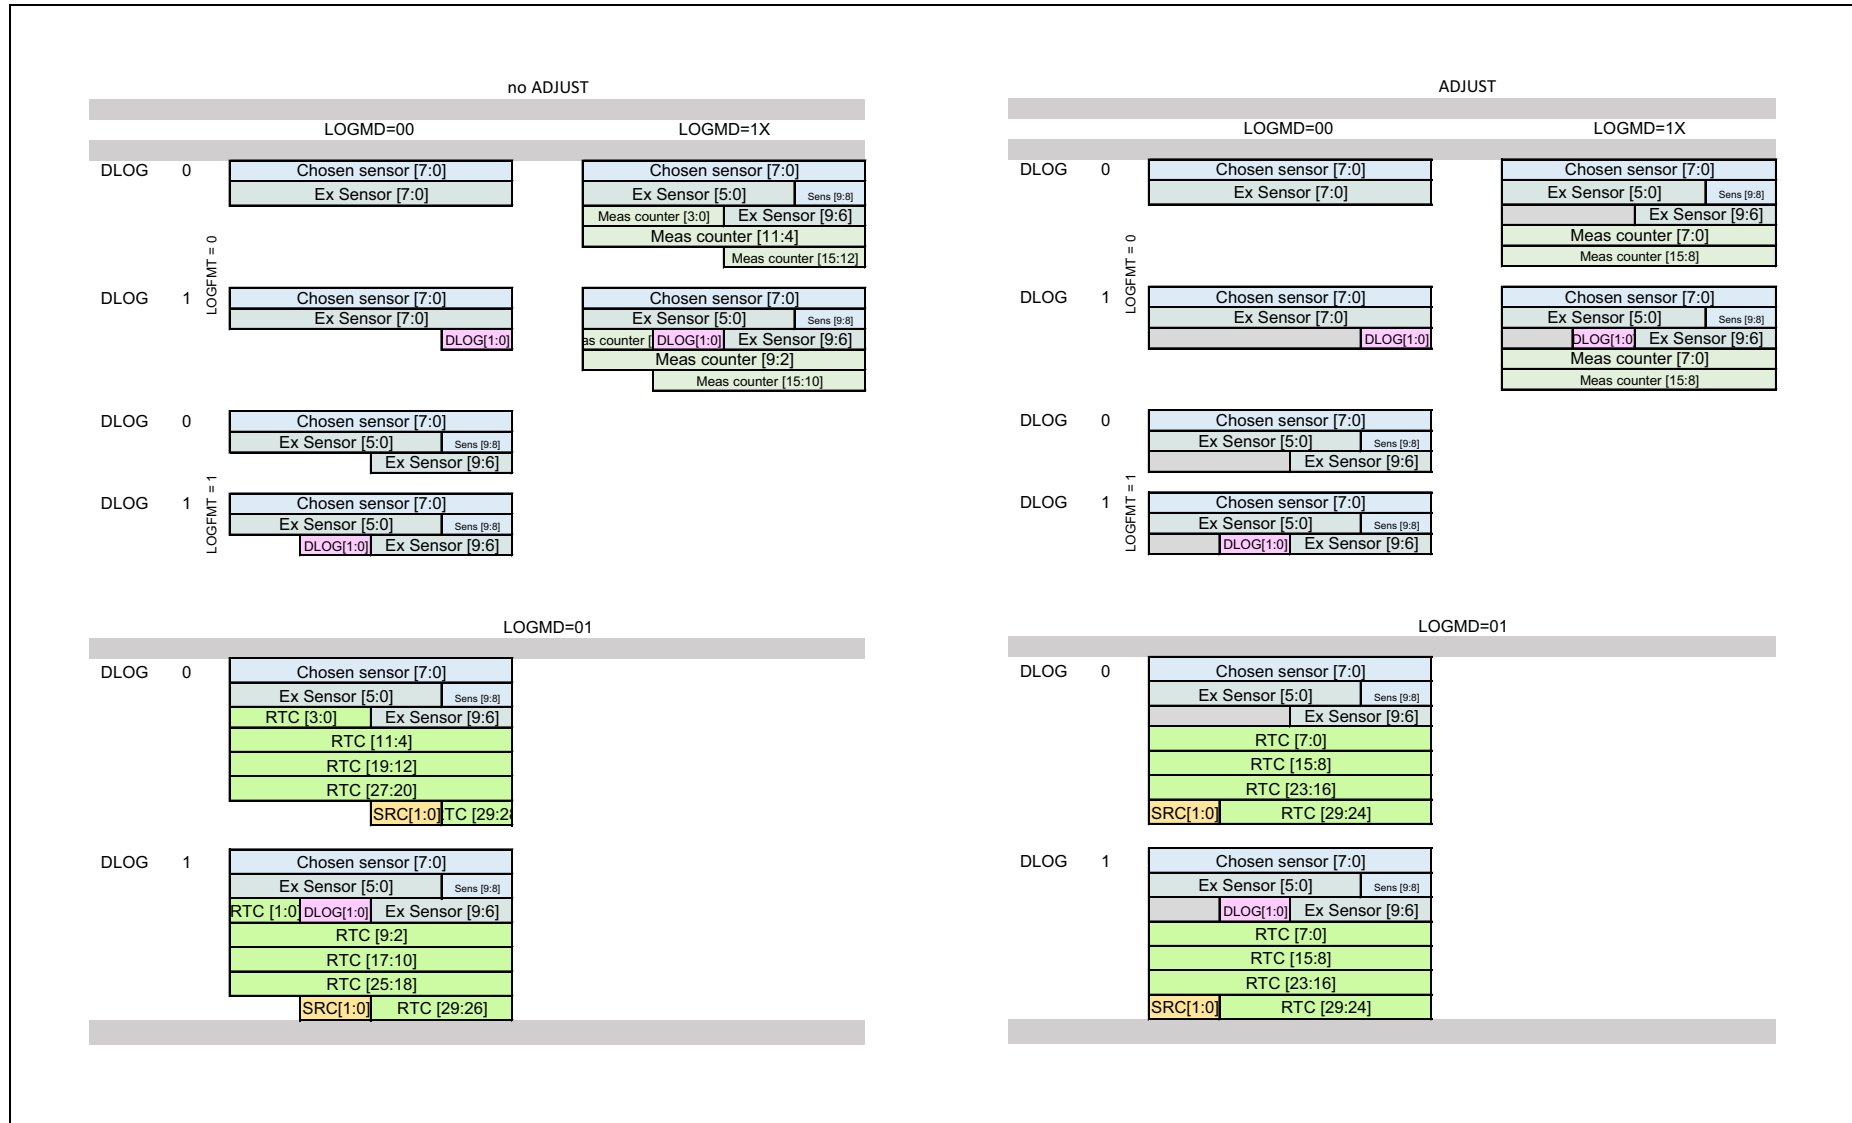 no ADJUST
LOGMD=00 LOGMD=1X
DLOG 0 Chosen sensor [7:0] Chosen sensor [7:0]
Ex Sensor [7:0] Ex Sensor [5:0] Sens [9:8]
Meas counter [3:0] Ex Sensor [9:6]
Meas counter [11:4]
Meas counter [15:12]
LOGFMT = 0
DLOG 1 Chosen sensor [7:0] Chosen sensor [7:0]
Ex Sensor [7:0] Ex Sensor [5:0] Sens [9:8]
DLOG[1:0] as counter [ DLOG[1:0] Ex Sensor [9:6]
Meas counter [9:2]
Meas counter [15:10]
DLOG 0 Chosen sensor [7:0]
Ex Sensor [5:0] Sens [9:8]
Ex Sensor [9:6]
LOGFMT = 1
DLOG 1 Chosen sensor [7:0]
Ex Sensor [5:0] Sens [9:8]
DLOG[1:0] Ex Sensor [9:6]
LOGMD=01
DLOG 0 Chosen sensor [7:0]
Ex Sensor [5:0] Sens [9:8]
RTC [3:0] Ex Sensor [9:6]
RTC [11:4]
RTC [19:12]
RTC [27:20]
SRC[1:0] TC [29:28
DLOG 1 Chosen sensor [7:0]
Ex Sensor [5:0] Sens [9:8]
RTC [1:0] DLOG[1:0] Ex Sensor [9:6]
RTC [9:2]
RTC [17:10]
RTC [25:18]
SRC[1:0] RTC [29:26]
ADJUST
LOGMD=00 LOGMD=1X
DLOG 0 Chosen sensor [7:0] Chosen sensor [7:0]
Ex Sensor [7:0] Ex Sensor [5:0] Sens [9:8]
Ex Sensor [9:6]
Meas counter [7:0]
Meas counter [15:8]
LOGFMT = 0
DLOG 1 Chosen sensor [7:0] Chosen sensor [7:0]
Ex Sensor [7:0] Ex Sensor [5:0] Sens [9:8]
DLOG[1:0] DLOG[1:0] Ex Sensor [9:6]
Meas counter [7:0]
Meas counter [15:8]
DLOG 0 Chosen sensor [7:0]
Ex Sensor [5:0] Sens [9:8]
Ex Sensor [9:6]
LOGFMT = 1
DLOG 1 Chosen sensor [7:0]
Ex Sensor [5:0] Sens [9:8]
DLOG[1:0] Ex Sensor [9:6]
LOGMD=01
DLOG 0 Chosen sensor [7:0]
Ex Sensor [5:0] Sens [9:8]
Ex Sensor [9:6]
RTC [7:0]
RTC [15:8]
RTC [23:16]
SRC[1:0] RTC [29:24]
DLOG 1 Chosen sensor [7:0]
Ex Sensor [5:0] Sens [9:8]
DLOG[1:0] Ex Sensor [9:6]
RTC [7:0]
RTC [15:8]
RTC [23:16]
SRC[1:0] RTC [29:24]